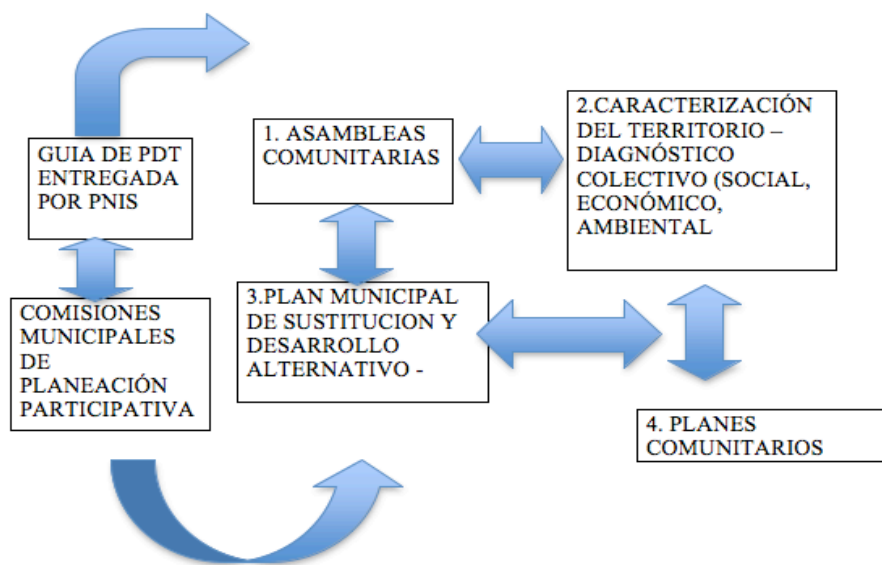 GUIA DE PDT
ENTREGADA
POR PNIS
COMISIONES
MUNICIPALES
DE
PLANEACIÓN
PARTICIPATIVA
1. ASAMBLEAS
COMUNITARIAS
2.CARACTERIZACIÓN
DEL TERRITORIO –
DIAGNÓSTICO
COLECTIVO (SOCIAL,
ECONÓMICO,
AMBIENTAL
3.PLAN MUNICIPAL
DE SUSTITUCION Y
DESARROLLO
ALTERNATIVO -
4. PLANES
COMUNITARIOS